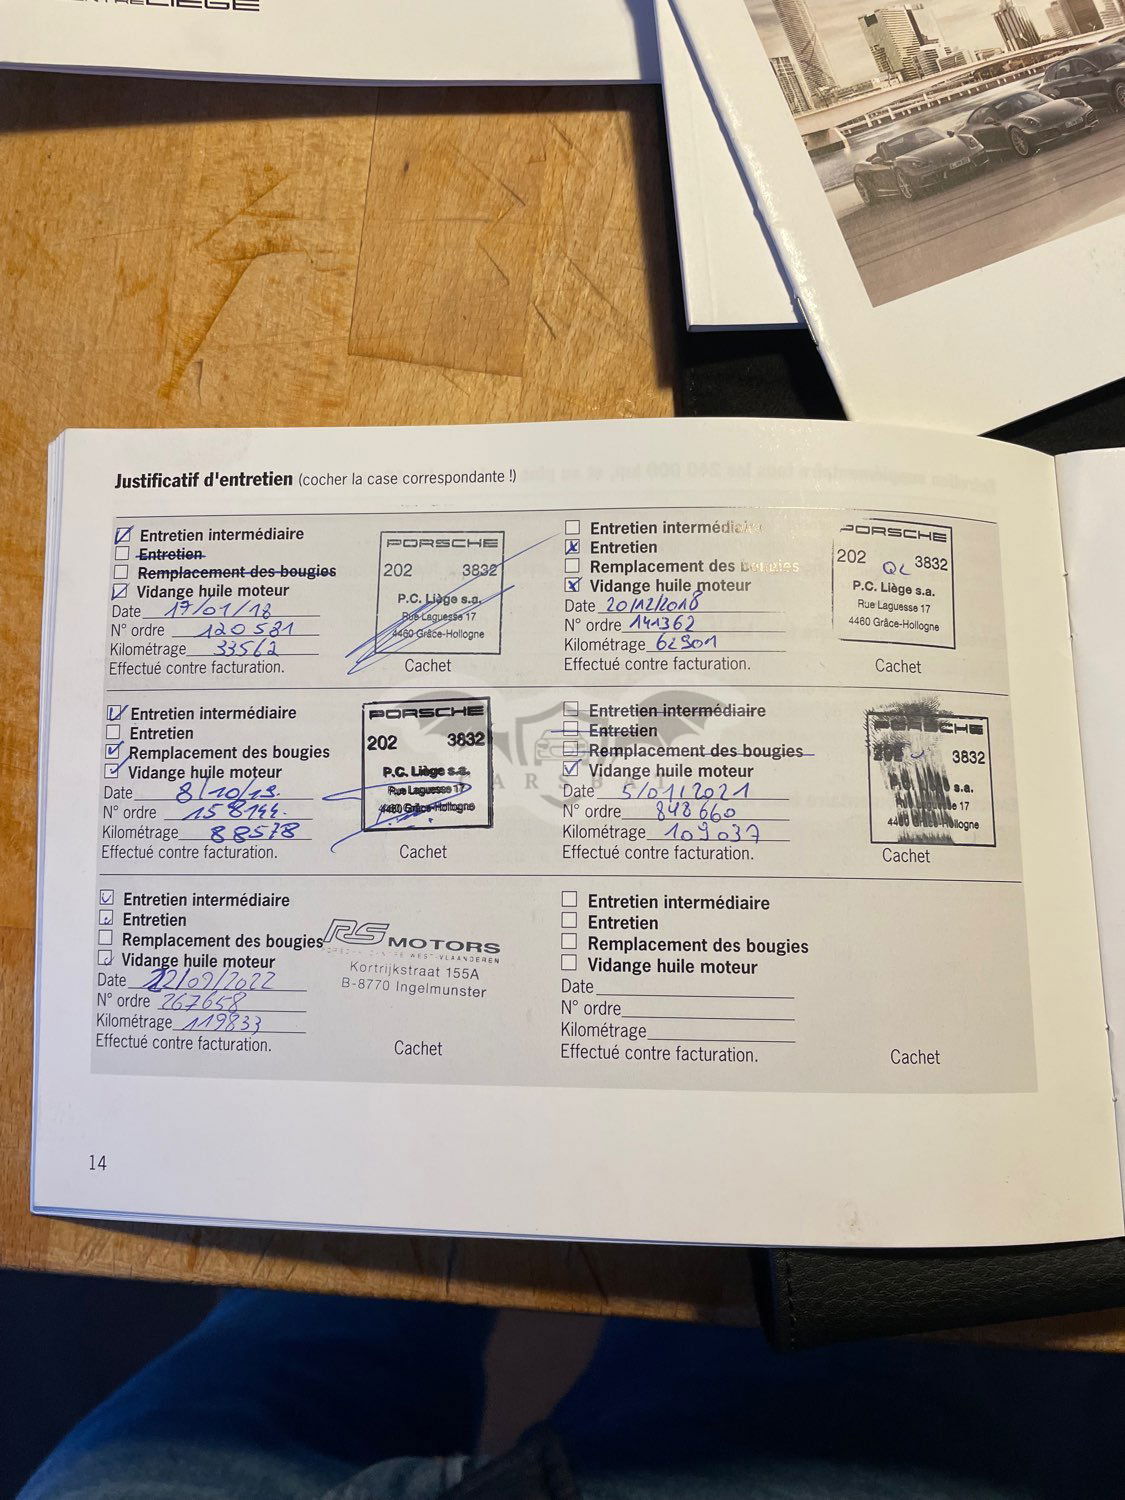 LIÈGE
Justificatif d'entretien (cocher la case correspondante !)
Entretien intermédiaire
Entretien
Remplacement des bougies
Vidange huile moteur
Date 17/01/18
N° ordre 120 581
Kilométrage 33562
Effectué contre facturation.
PORSCHE
202 3832
P.C. Liège s.a.
Rue Laguesse 17
4460 Grâce-Hollogne
Cachet
Entretien intermédiaire
Entretien
Remplacement des bougies
Vidange huile moteur
Date 20/12/2018
N° ordre 141362
Kilométrage 62901
Effectué contre facturation.
PORSCHE
202 3832
P.C. Liège s.a.
Rue Laguesse 17
4460 Grâce-Hollogne
Cachet
Entretien intermédiaire
Entretien
Remplacement des bougies
Vidange huile moteur
Date 8/10/19.
N° ordre 158144.
Kilométrage 88578
Effectué contre facturation.
PORSCHE
202 3832
P.C. Liège s.a.
Rue Laguesse 17
4460 Grâce-Hollogne
Cachet
Entretien intermédiaire
Entretien
Remplacement des bougies
Vidange huile moteur
Date 5/01/2021
N° ordre 848660
Kilométrage 109037
Effectué contre facturation.
PORSCHE
3832
s.a.
17
Cachet
Entretien intermédiaire
Entretien
Remplacement des bougies
Vidange huile moteur
Date 22/09/2022
N° ordre 267658
Kilométrage 119833
Effectué contre facturation.
RS MOTORS
WEST-VLAANDEREN
Kortrijkstraat 155A
B-8770 Ingelmunster
Cachet
Entretien intermédiaire
Entretien
Remplacement des bougies
Vidange huile moteur
Date
N° ordre
Kilométrage
Effectué contre facturation.
Cachet
14